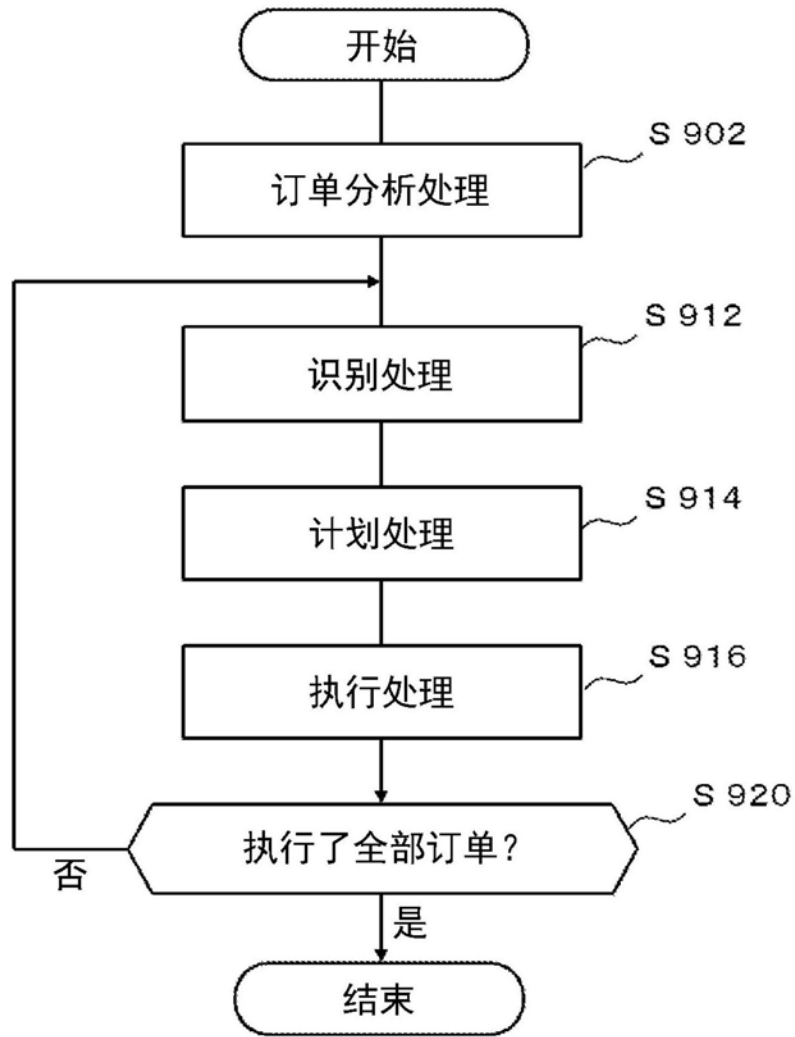 开始
S 902
订单分析处理
S 912
识别处理
S 914
计划处理
S 916
执行处理
S 920
执行了全部订单?
否
是
结束